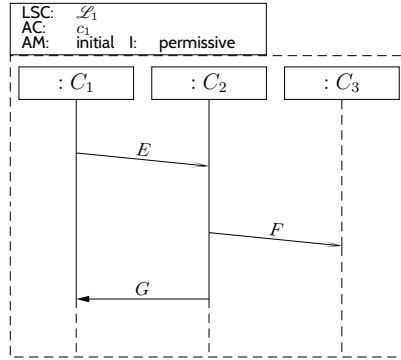 LSC: ℒ₁
AC: c₁
AM: initial I: permissive
: C₁ : C₂ : C₃
E
F
G